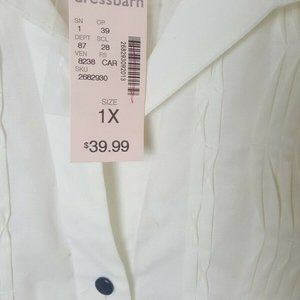 dressbarn
SN OP
1 39
DEPT SCL
87 28
VEN FS
8238 CAR
SKU
2682930
268293092013
SIZE
1X
$39.99